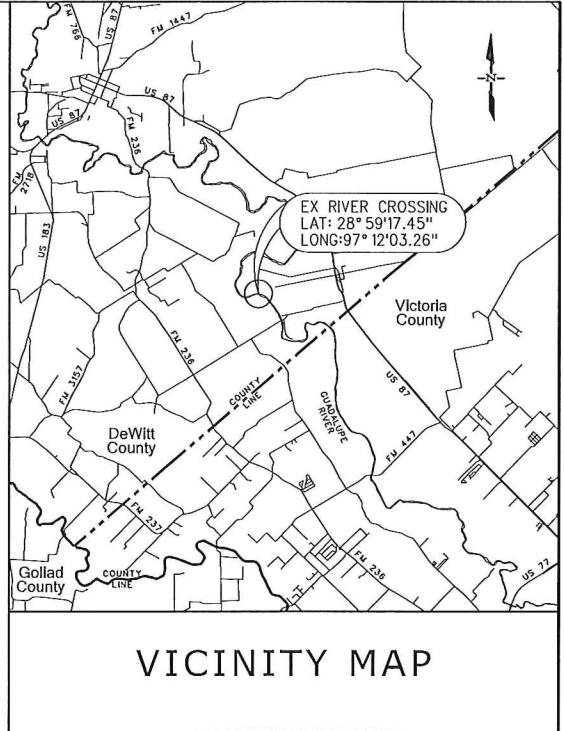 FM 766
US 87
FM 1447
US 87
US 87
FM 236
N
FM 2718
US 183
EX RIVER CROSSING
LAT: 28° 59'17.45"
LONG:97° 12'03.26"
Victoria
County
FM 236
FM 3157
COUNTY
LINE
GUADALUPE
RIVER
US 87
DeWitt
County
FM 447
FM 237
FM 236
Goliad
County
COUNTY
LINE
US 77
VICINITY MAP